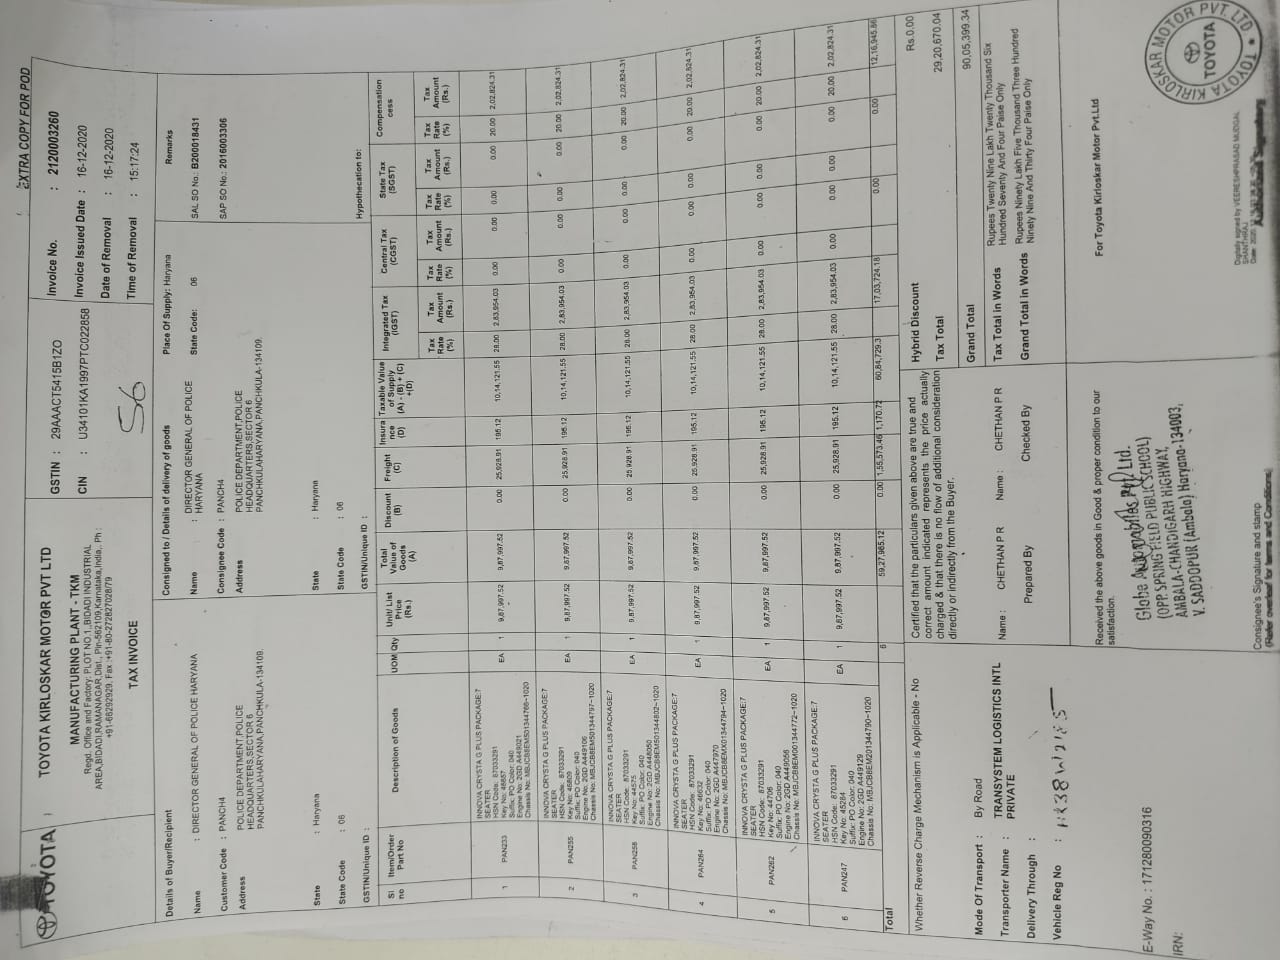 EXTRA COPY FOR POD
TOYOTA
TOYOTA KIRLOSKAR MOTOR PVT LTD
MANUFACTURING PLANT - TKM
Regd. Office and Factory: PLOT NO.1,,BIDADI INDUSTRIAL
AREA,BIDADI,RAMANAGAR,Dist., Pin-562109,Karnataka,India,. Ph :
+91-66292929, Fax :+91-80-272827028/79
TAX INVOICE
GSTIN : 29AAACT5415B1ZO
CIN : U34101KA1997PTC022858
56
Invoice No. : 2120003260
Invoice Issued Date : 16-12-2020
Date of Removal : 16-12-2020
Time of Removal : 15:17:24
Details of Buyer/Recipient
Name : DIRECTOR GENERAL OF POLICE HARYANA
Customer Code : PANCH4
Address POLICE DEPARTMENT,POLICE
HEADQUARTERS,SECTOR 6
PANCHKULAHARYANA,PANCHKULA-134109.
State : Haryana
State Code : 06
GSTIN/Unique ID :
Consigned to / Details of delivery of goods
Place Of Supply: Haryana
Name : DIRECTOR GENERAL OF POLICE
HARYANA
State Code: 06
Consignee Code : PANCH4
Address POLICE DEPARTMENT,POLICE
HEADQUARTERS,SECTOR 6
PANCHKULAHARYANA,PANCHKULA-134109.
State : Haryana
State Code : 06
GSTIN/Unique ID :
Remarks
SAL SO No.: B200018431
SAP SO No.: 2016003306
Hypothecation to:
Sl no | Item/Order Part No | Description of Goods | UOM | Qty | Unit/ List Price (Rs.) | Total Value of Goods (A) | Discount (B) | Freight (C) | Insura nce (D) | Taxable Value of Supply (A) - (B) + (C) +(D) | Integrated Tax (IGST) | Central Tax (CGST) | State Tax (SGST) | Compensation cess
Tax Rate (%) | Tax Amount (Rs.) | Tax Rate (%) | Tax Amount (Rs.) | Tax Rate (%) | Tax Amount (Rs.) | Tax Rate (%) | Tax Amount (Rs.)
INNOVA CRYSTA G PLUS PACKAGE:7
SEATER
HSN Code: 87033291
Key No: 46657
Suffix: PO Color: 040
Engine No: 2GD A449021
Chassis No: MBJCB8EM501344766~1020
1 PAN233 EA 1 9,87,997.52 9,87,997.52 0.00 25,928.91 195.12 10,14,121.55 28.00 2,83,954.03 0.00 0.00 0.00 0.00 20.00 2,02,824.31
INNOVA CRYSTA G PLUS PACKAGE:7
SEATER
HSN Code: 87033291
Key No: 46809
Suffix: PO Color: 040
Engine No: 2GD A449106
Chassis No: MBJCB8EM501344797~1020
2 PAN255 EA 1 9,87,997.52 9,87,997.52 0.00 25,928.91 195.12 10,14,121.55 28.00 2,83,954.03 0.00 0.00 0.00 0.00 20.00 2,02,824.31
INNOVA CRYSTA G PLUS PACKAGE:7
SEATER
HSN Code: 87033291
Key No: 44575
Suffix: PO Color: 040
Engine No: 2GD A448050
Chassis No: MBJCB8EM501344802~1020
3 PAN258 EA 1 9,87,997.52 9,87,997.52 0.00 25,928.91 195.12 10,14,121.55 28.00 2,83,954.03 0.00 0.00 0.00 0.00 20.00 2,02,824.31
INNOVA CRYSTA G PLUS PACKAGE:7
SEATER
HSN Code: 87033291
Key No: 46632
Suffix: PO Color: 040
Engine No: 2GD A447970
Chassis No: MBJCB8EMX01344794~1020
4 PAN264 EA 1 9,87,997.52 9,87,997.52 0.00 25,928.91 195.12 10,14,121.55 28.00 2,83,954.03 0.00 0.00 0.00 0.00 20.00 2,02,824.31
INNOVA CRYSTA G PLUS PACKAGE:7
SEATER
HSN Code: 87033291
Key No: 44706
Suffix: PO Color: 040
Engine No: 2GD A449056
Chassis No: MBJCB8EM001344772~1020
5 PAN262 EA 1 9,87,997.52 9,87,997.52 0.00 25,928.91 195.12 10,14,121.55 28.00 2,83,954.03 0.00 0.00 0.00 0.00 20.00 2,02,824.31
INNOVA CRYSTA G PLUS PACKAGE:7
SEATER
HSN Code: 87033291
Key No: 45284
Suffix: PO Color: 040
Engine No: 2GD A449129
Chassis No: MBJCB8EM201344790~1020
6 PAN247 EA 1 9,87,997.52 9,87,997.52 0.00 25,928.91 195.12 10,14,121.55 28.00 2,83,954.03 0.00 0.00 0.00 0.00 20.00 2,02,824.31
Total 6 59,27,985.12 0.00 1,55,573.46 1,170.72 60,84,729.3 17,03,724.18 0.00 0.00 12,16,945.86
Whether Reverse Charge Mechanism is Applicable - No
Mode Of Transport : By Road
Transporter Name : TRANSYSTEM LOGISTICS INTL
PRIVATE
Delivery Through :
Vehicle Reg No : HR38W2185
E-Way No. : 171280090316
IRN:
Certified that the particulars given above are true and
correct amount indicated represents the price actually
charged & that there is no flow of additional consideration
directly or indirectly from the Buyer.
Name : CHETHAN P R Name : CHETHAN P R
Prepared By Checked By
Hybrid Discount Rs.0.00
Tax Total 29,20,670.04
Grand Total 90,05,399.34
Tax Total in Words Rupees Twenty Nine Lakh Twenty Thousand Six
Hundred Seventy And Four Paise Only
Grand Total in Words Rupees Ninety Lakh Five Thousand Three Hundred
Ninety Nine And Thirty Four Paise Only
Received the above goods in Good & proper condition to our
satisfaction.
Globe Automobiles Pvt. Ltd.
(OPP. SPRING FIELD PUBLIC SCHOOL)
AMBALA-CHANDIGARH HIGHWAY,
V. SADDOPUR (Ambala) Haryana-134003,
Consignee's Signature and stamp
(Refer overleaf for terms and Conditions)
For Toyota Kirloskar Motor Pvt.Ltd
TOYOTA KIRLOSKAR MOTOR PVT. LTD
TOYOTA
Digitally signed by VEERESHPRASAD MUDGAL
SHANTHRAJ
Authorized Signatory